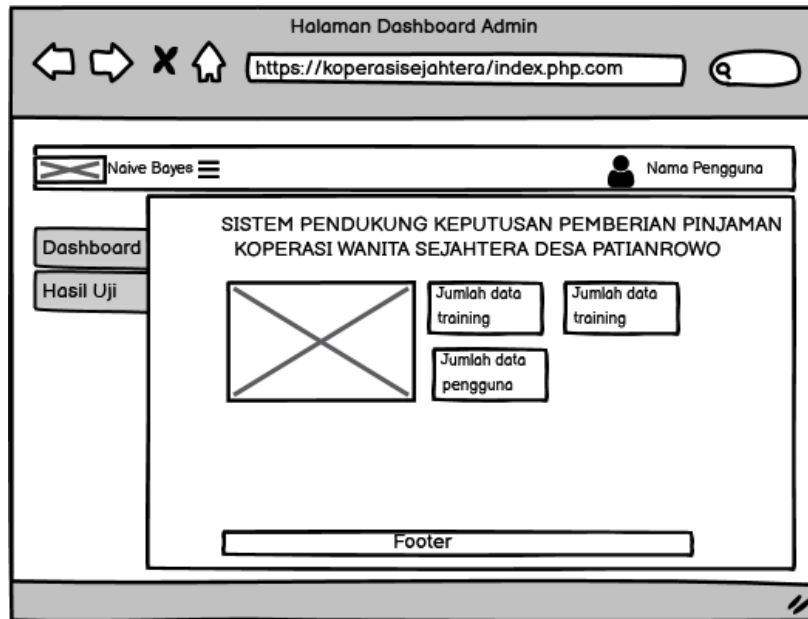 Halaman Dashboard Admin
https://koperasisejahtera/index.php.com
Naive Bayes
Nama Pengguna
Dashboard
Hasil Uji
SISTEM PENDUKUNG KEPUTUSAN PEMBERIAN PINJAMAN
KOPERASI WANITA SEJAHTERA DESA PATIANROWO
Jumlah data
training
Jumlah data
training
Jumlah data
pengguna
Footer